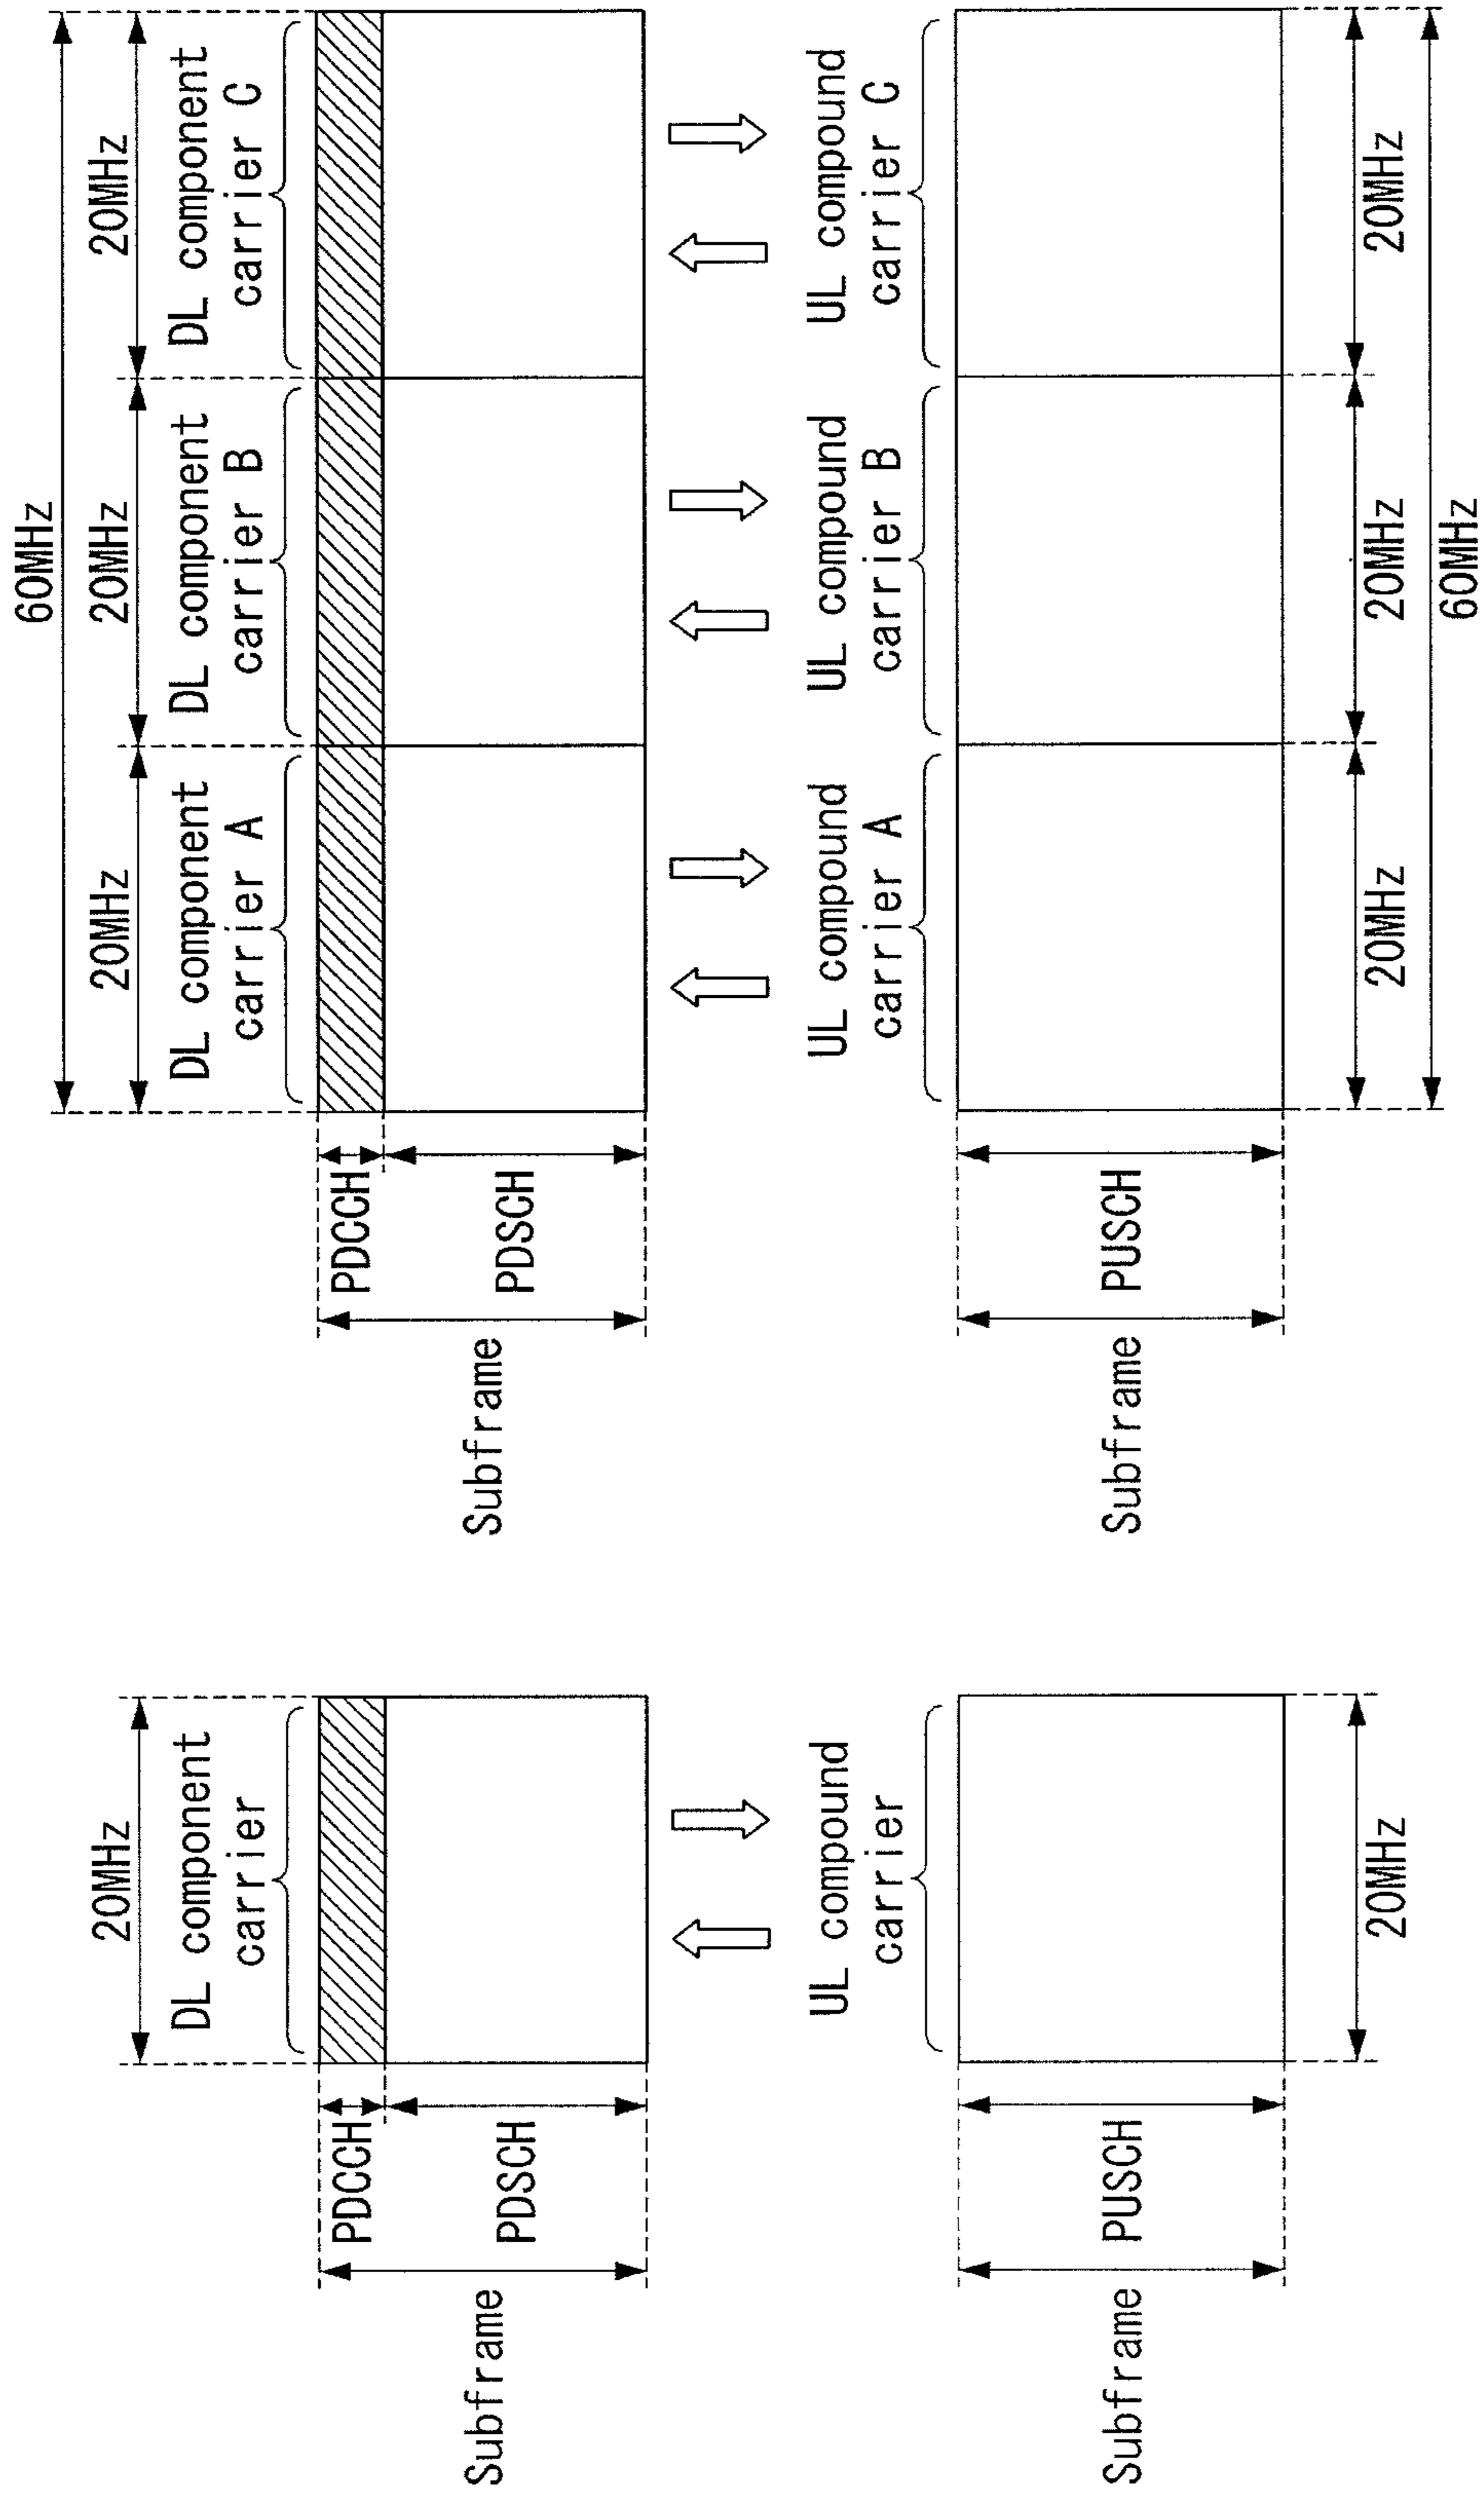 20MHz
DL component
carrier
PDCCH
PDSCH
Subframe
UL compound
carrier
PUSCH
Subframe
20MHz
60MHz
20MHz
20MHz
20MHz
DL component
carrier A
DL component
carrier B
DL component
carrier C
PDCCH
PDSCH
Subframe
UL compound
carrier A
UL compound
carrier B
UL compound
carrier C
PUSCH
Subframe
20MHz
20MHz
20MHz
60MHz